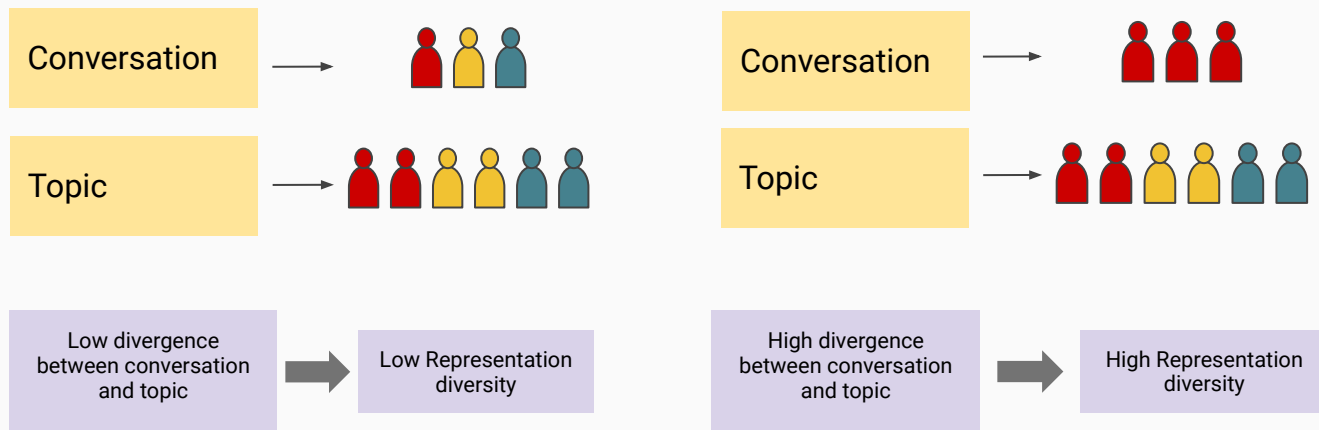 Conversation
Topic
Low divergence
between conversation
and topic
Low Representation
diversity
Conversation
Topic
High divergence
between conversation
and topic
High Representation
diversity